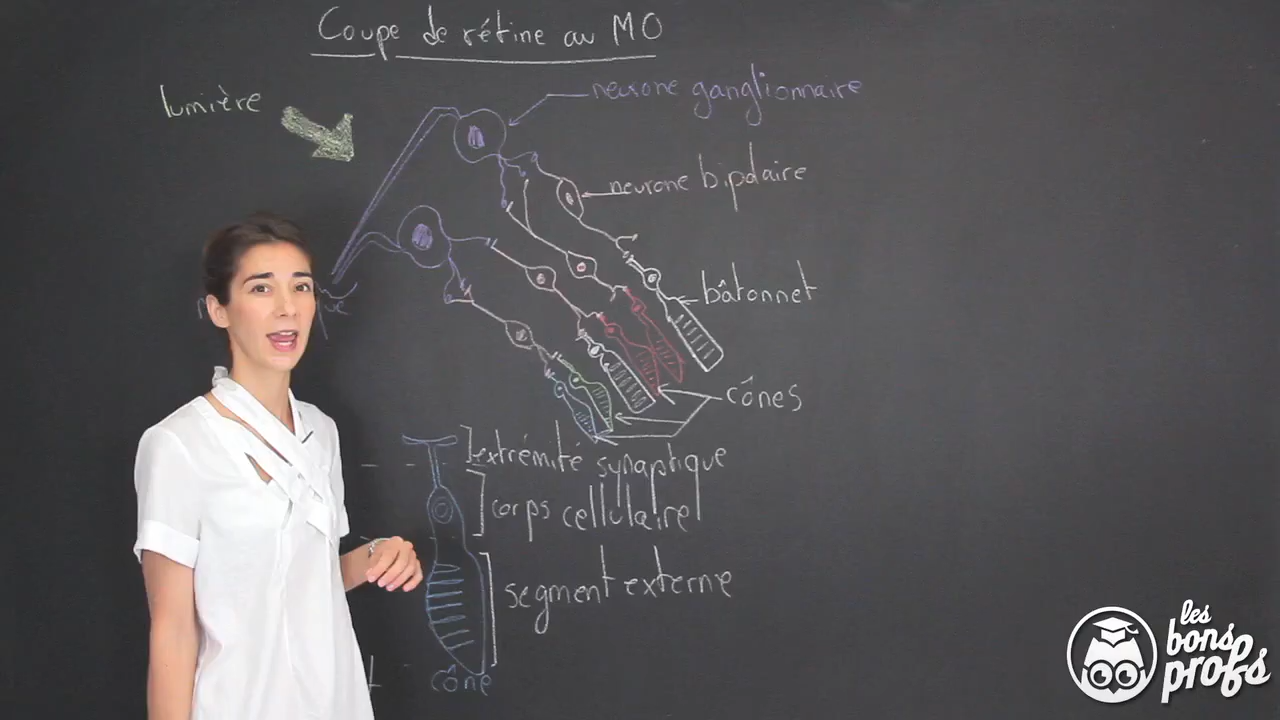 Coupe de rétine au MO
lumière
neurone ganglionnaire
neurone bipolaire
bâtonnet
cônes
extrémité synaptique
corps cellulaire
segment externe
cône
les
bons
profs